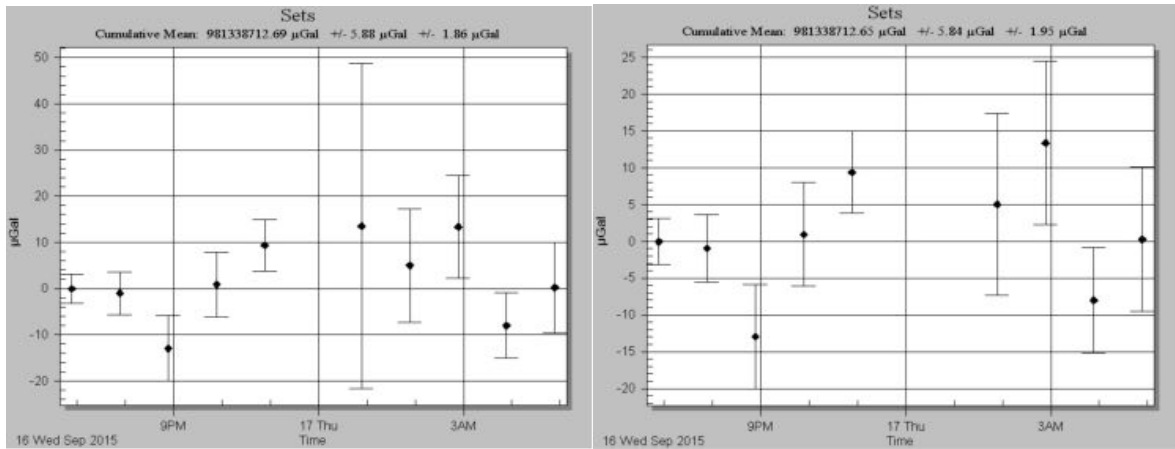 Sets
Cumulative Mean: 981338712.69 µGal +/- 5.88 µGal +/- 1.86 µGal
50
40
30
20
10
0
-10
-20
µGal
9PM
17 Thu
3AM
16 Wed Sep 2015
Time
Sets
Cumulative Mean: 981338712.65 µGal +/- 5.84 µGal +/- 1.95 µGal
25
20
15
10
5
0
-5
-10
-15
-20
µGal
9PM
17 Thu
3AM
16 Wed Sep 2015
Time